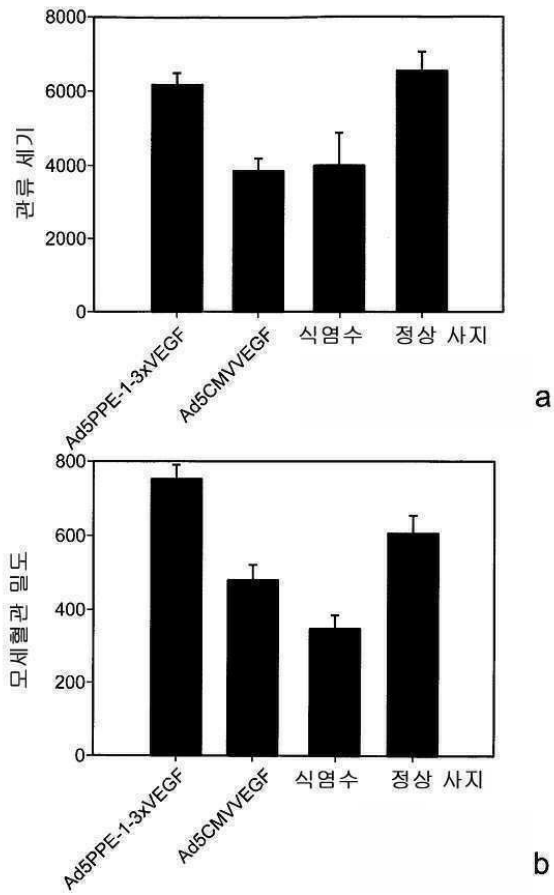 8000
6000
4000
2000
0
관류 세기
Ad5PPE-1-3xVEGF
Ad5CMVVEGF
식염수
정상 사지
a
800
600
400
200
0
모세혈관 밀도
Ad5PPE-1-3xVEGF
Ad5CMVVEGF
식염수
정상 사지
b